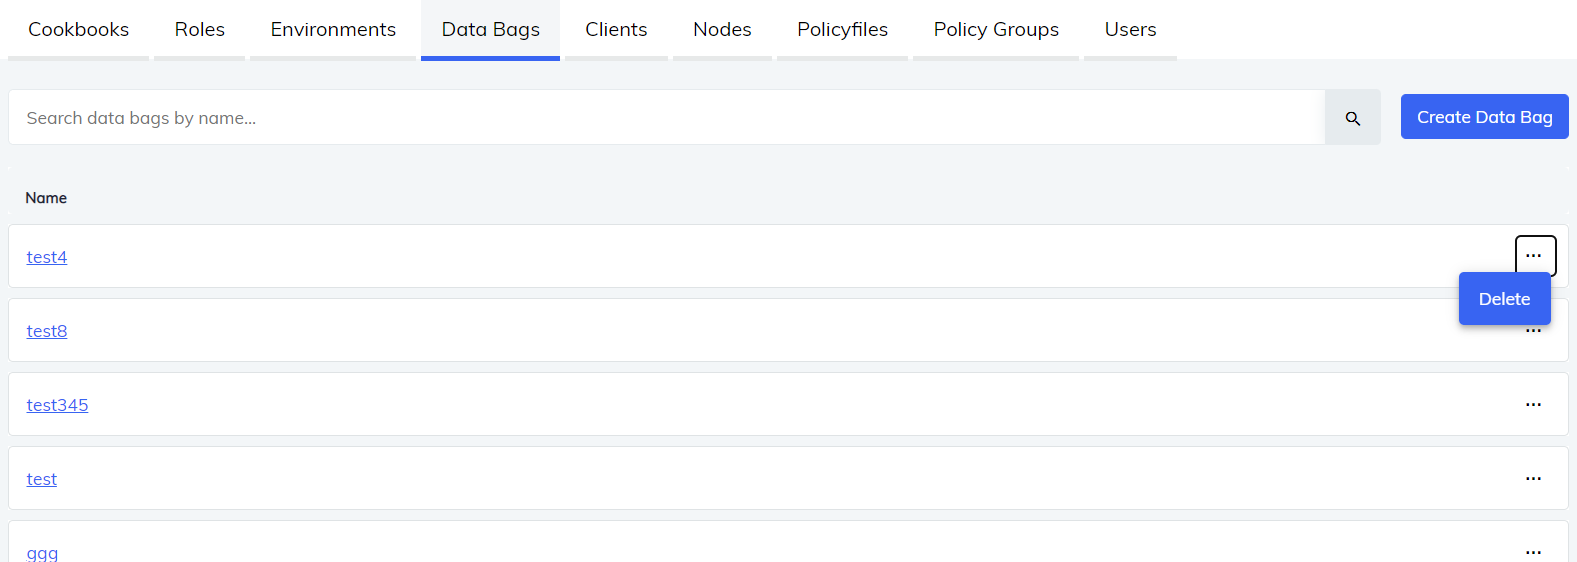 Cookbooks Roles Environments Data Bags Clients Nodes Policyfiles Policy Groups Users
Search data bags by name...
Create Data Bag
Name
test4 ...
Delete
test8 ...
test345 ...
test ...
ggg ...